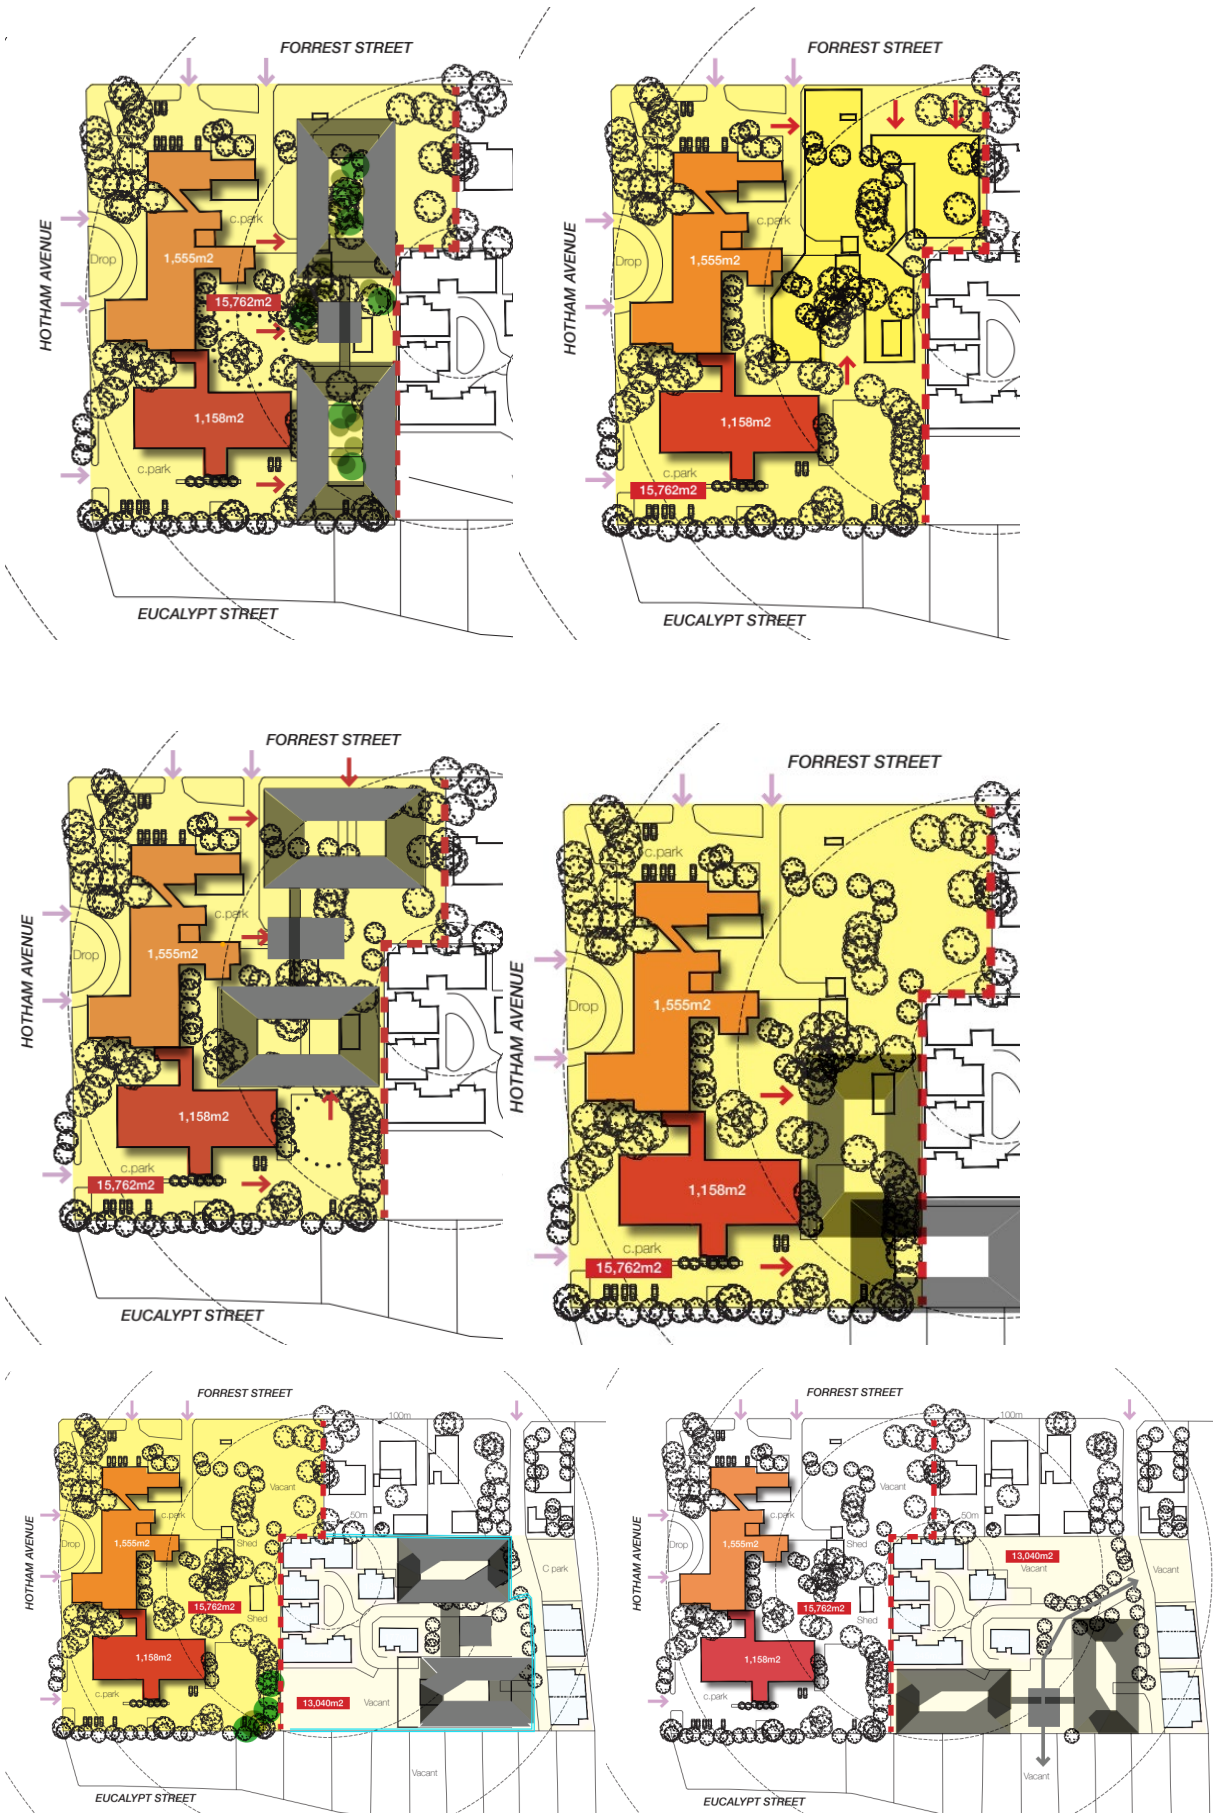 FORREST STREET
HOTHAM AVENUE
c.park
Drop
1,555m2
15,762m2
1,158m2
c.park
EUCALYPT STREET
FORREST STREET
HOTHAM AVENUE
c.park
Drop
1,555m2
1,158m2
c.park
15,762m2
EUCALYPT STREET
FORREST STREET
HOTHAM AVENUE
c.park
Drop
1,555m2
1,158m2
c.park
15,762m2
EUCALYPT STREET
FORREST STREET
HOTHAM AVENUE
c.park
Drop
1,555m2
1,158m2
c.park
15,762m2
FORREST STREET
100m
HOTHAM AVENUE
Vacant
c.park
50m
Drop
1,555m2
Shed
C park
15,762m2
Shed
1,158m2
c.park
13,040m2
Vacant
Vacant
EUCALYPT STREET
FORREST STREET
100m
HOTHAM AVENUE
Vacant
c.park
50m
Drop
1,555m2
Shed
13,040m2
Vacant
Vacant
15,762m2
Shed
1,158m2
c.park
Vacant
EUCALYPT STREET